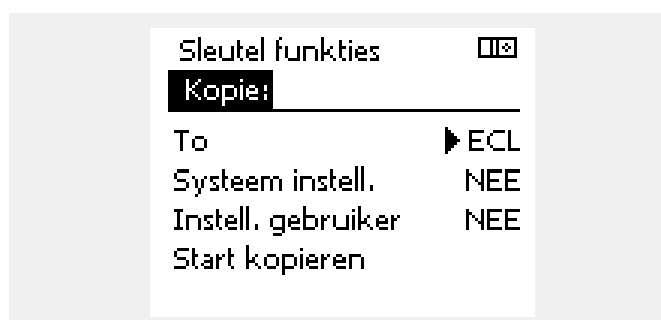 Sleutel funkties
Kopie:
To ECL
Systeem instell. NEE
Instell. gebruiker NEE
Start kopieren